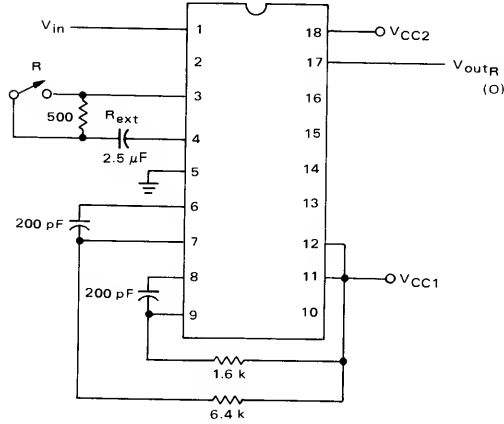 V_in 1 18 V_CC2
2 17 V_outR
(O)
R 3 16
500 R_ext 4 15
2.5 μF
5 14
6 13
200 pF 7 12
8 11 V_CC1
200 pF 9 10
1.6 k
6.4 k